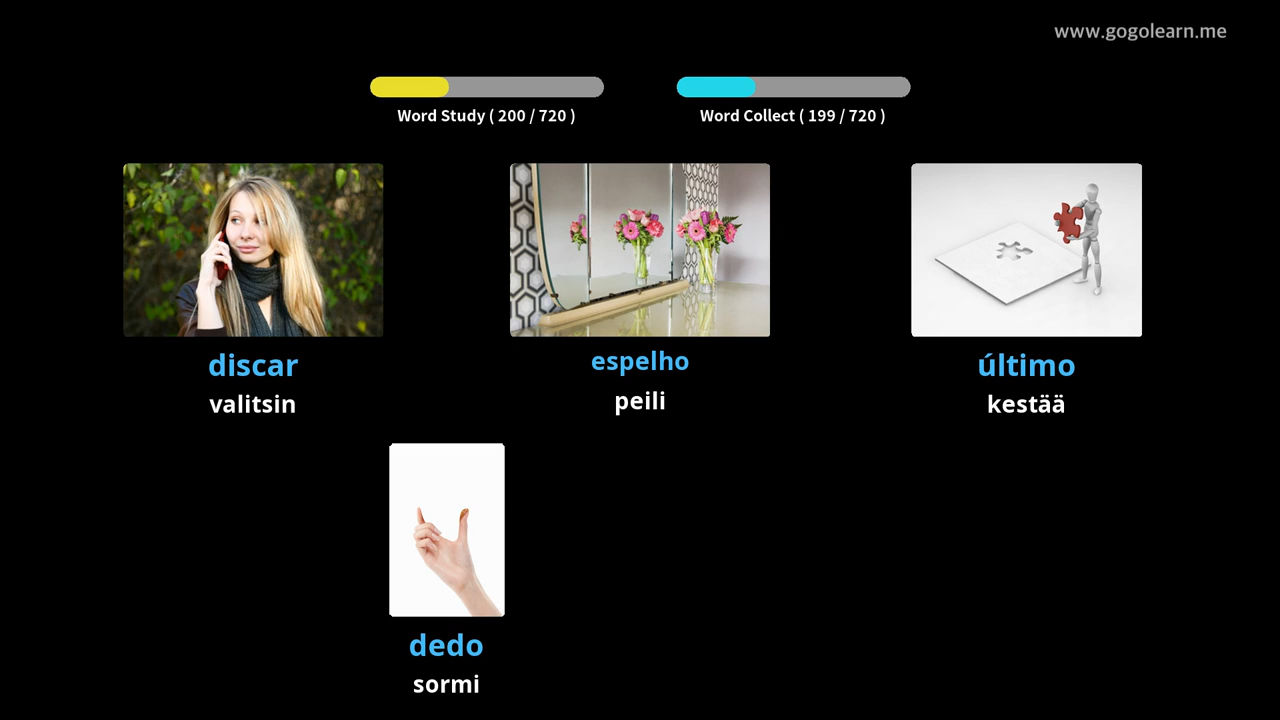 www.gogolearn.me
Word Study ( 200 / 720 )
Word Collect ( 199 / 720 )
discar
valitsin
espelho
peili
último
kestää
dedo
sormi